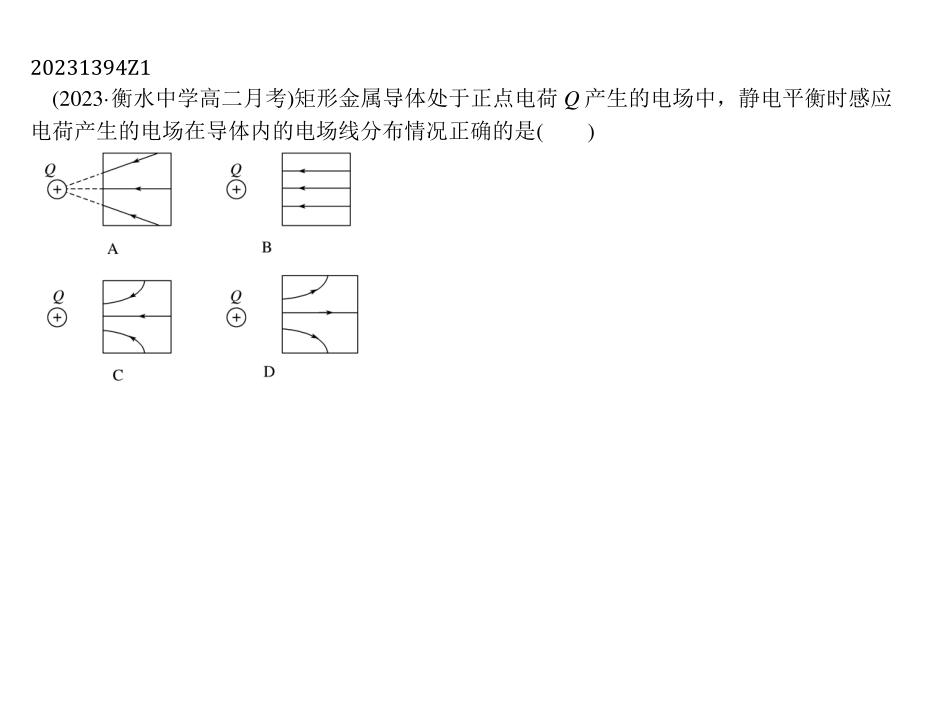 20231394Z1
(2023·衡水中学高二月考)矩形金属导体处于正点电荷 Q 产生的电场中，静电平衡时感应
电荷产生的电场在导体内的电场线分布情况正确的是(　　)
Q Q
+ +
A B
Q Q
+ +
C D